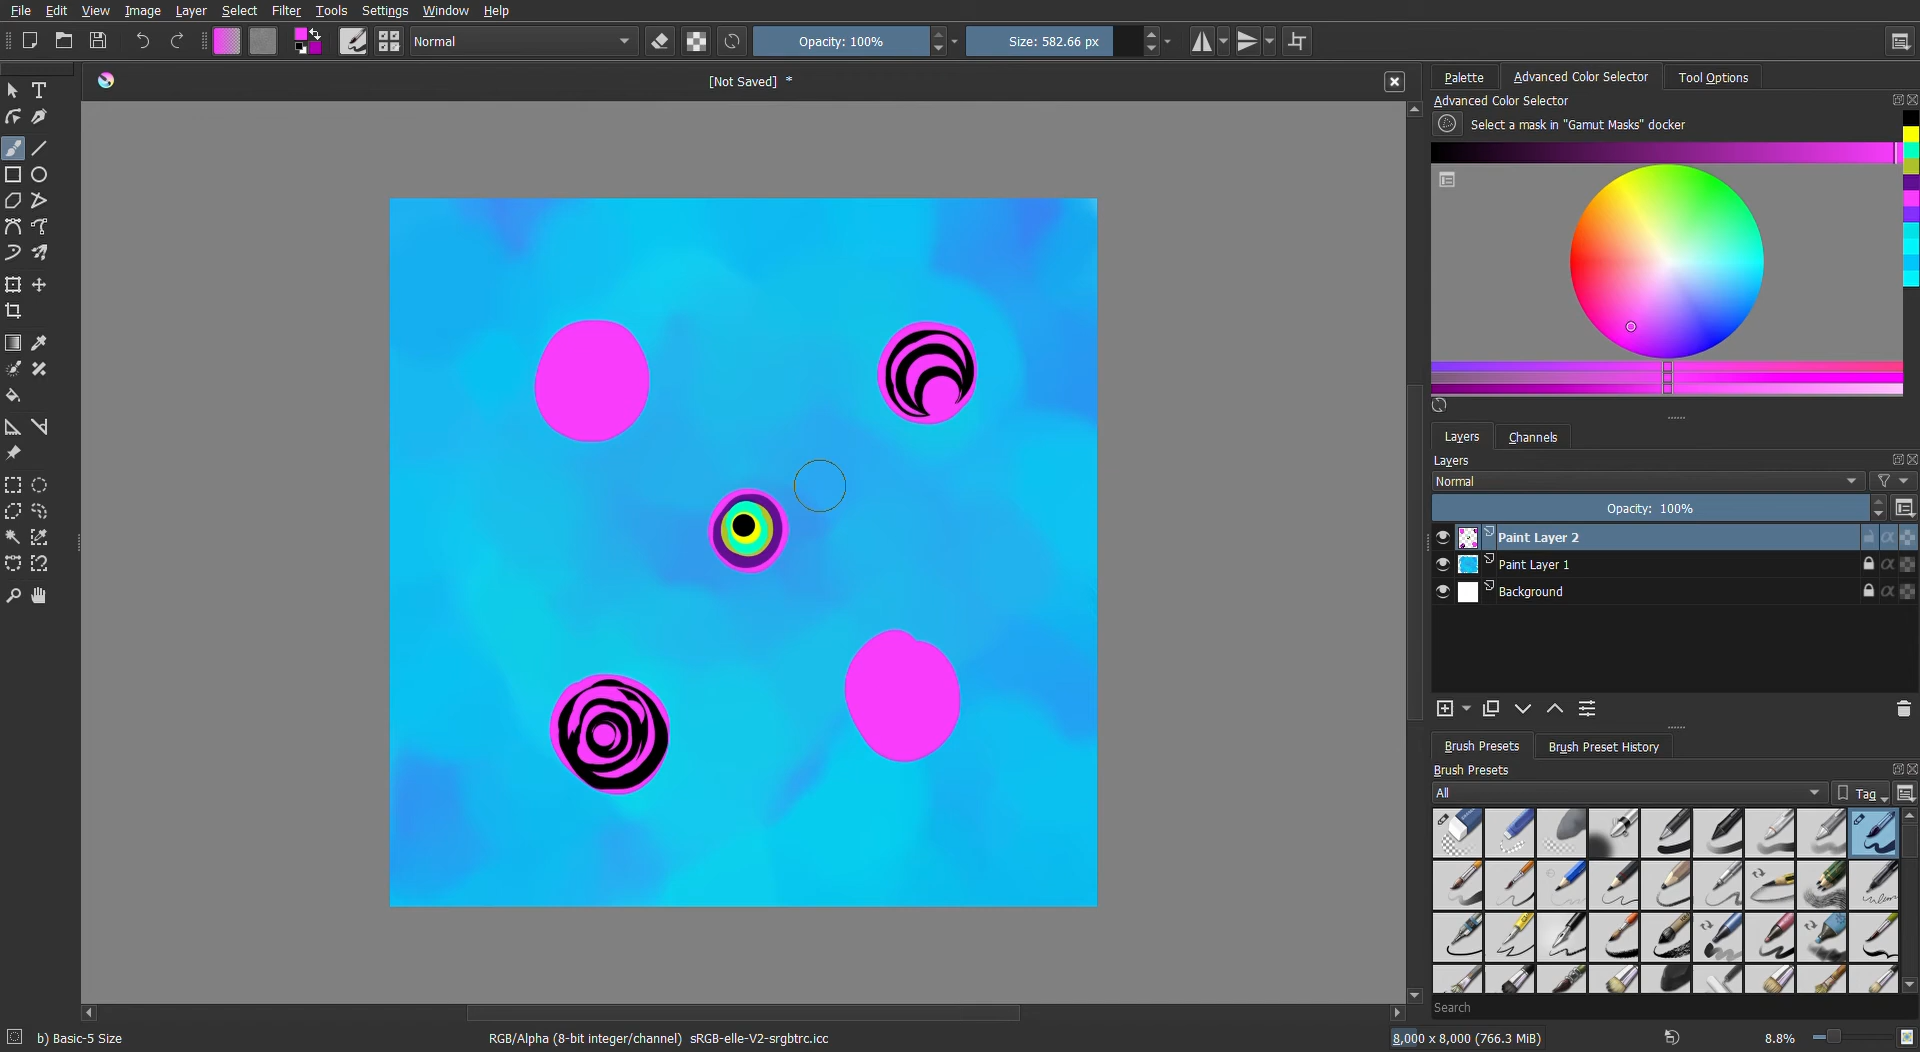 File Edit View Image Layer Select Filter Tools Settings Window Help
Normal Opacity: 100% Size: 582.66 px
[Not Saved] *
Palette Advanced Color Selector Tool Options
Advanced Color Selector
Select a mask in "Gamut Masks" docker
Layers Channels
Layers
Normal
Opacity: 100%
Paint Layer 2
Paint Layer 1
Background
Brush Presets Brush Preset History
Brush Presets
All Tag
Search
b) Basic-5 Size RGB/Alpha (8-bit integer/channel) sRGB-elle-V2-srgbtrc.icc 8,000 x 8,000 (766.3 MiB) 8.8%